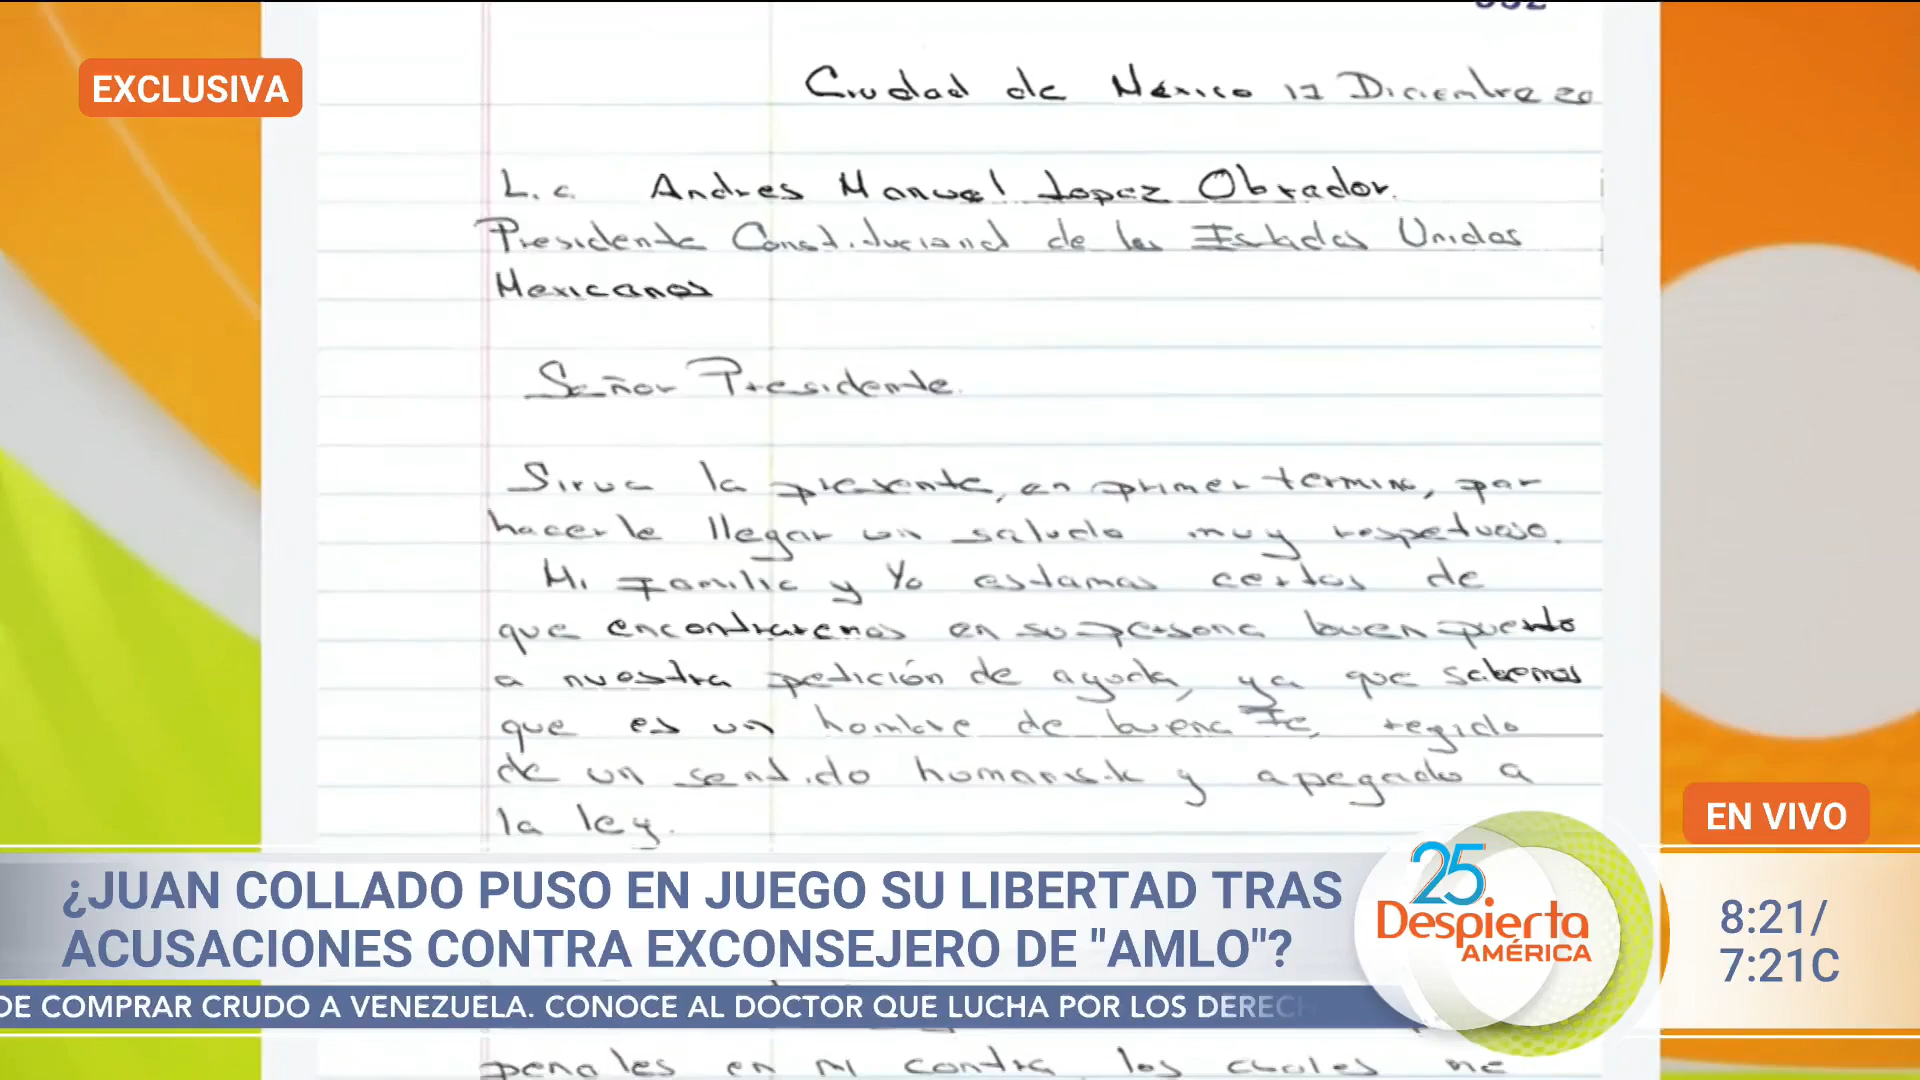 EXCLUSIVA
Ciudad de México 17 Diciembre 20
L.c. Andres Manuel Lopez Obrador.
Presidente Constitucional de los Estados Unidos
Mexicanos
Señor Presidente.
Sirva la presente, en primer termino, por
hacerle llegar un saludo muy respetuoso.
Mi familia y Yo estamos certos de
que encontraremos en su persona buen puerto
a nuestra petición de ayuda, ya que sabemos
que es un hombre de buena Fe, regido
de un sentido humanista y apegado a
la ley.
EN VIVO
¿JUAN COLLADO PUSO EN JUEGO SU LIBERTAD TRAS
ACUSACIONES CONTRA EXCONSEJERO DE "AMLO"?
25
Despierta
AMÉRICA
8:21/
7:21C
DE COMPRAR CRUDO A VENEZUELA. CONOCE AL DOCTOR QUE LUCHA POR LOS DEREC
penales en mi contra los cuales me